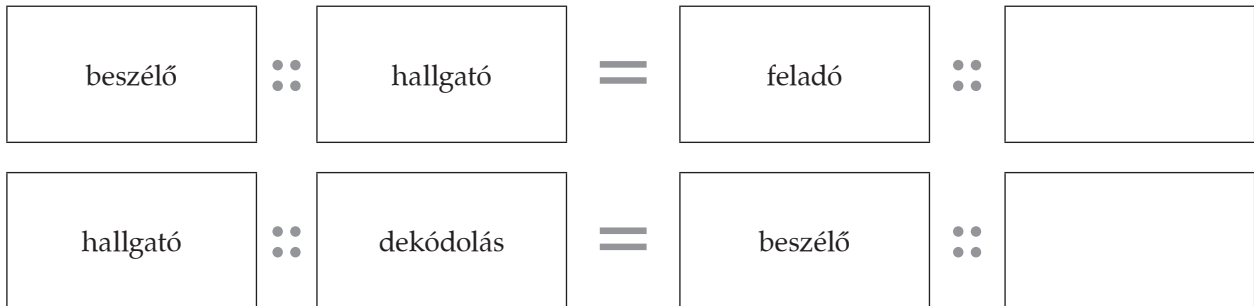 beszélő :: hallgató = feladó ::
hallgató :: dekódolás = beszélő ::